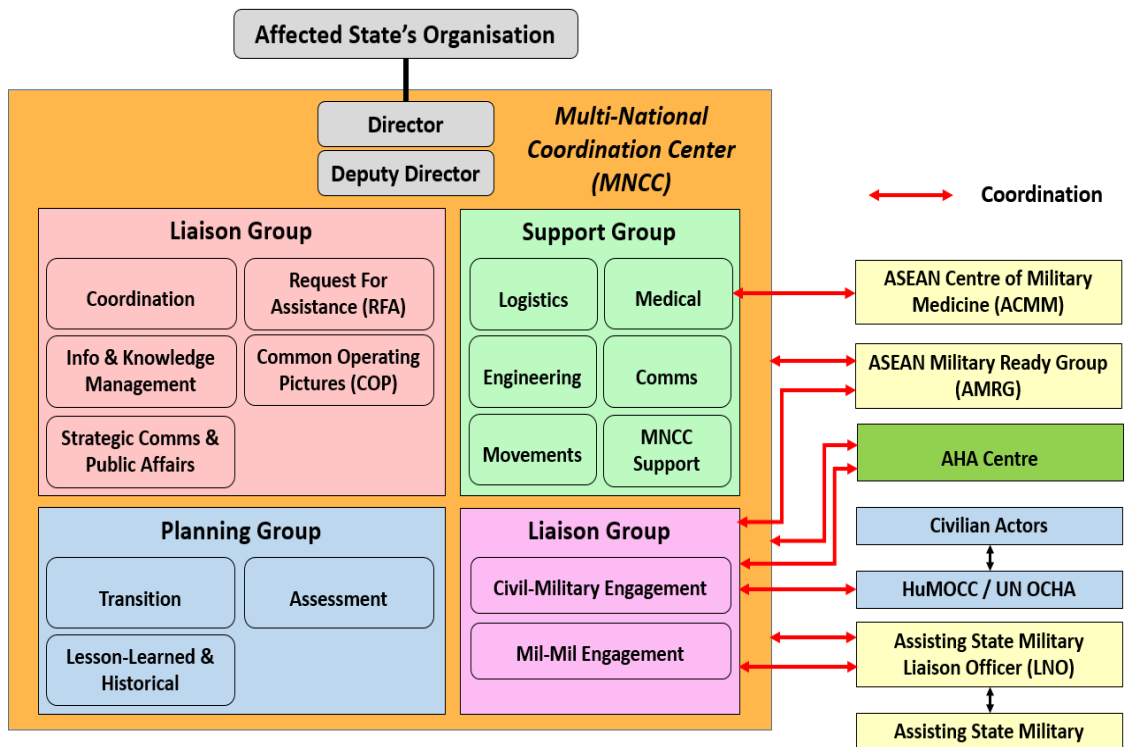 Affected State's Organisation
Director
Deputy Director
Multi-National
Coordination Center
(MNCC)
Coordination
Liaison Group
Coordination
Request For
Assistance (RFA)
Info & Knowledge
Management
Common Operating
Pictures (COP)
Strategic Comms &
Public Affairs
Support Group
Logistics
Medical
Engineering
Comms
Movements
MNCC
Support
Planning Group
Transition
Assessment
Lesson-Learned &
Historical
Liaison Group
Civil-Military Engagement
Mil-Mil Engagement
ASEAN Centre of Military
Medicine (ACMM)
ASEAN Military Ready Group
(AMRG)
AHA Centre
Civilian Actors
HuMOCC / UN OCHA
Assisting State Military
Liaison Officer (LNO)
Assisting State Military